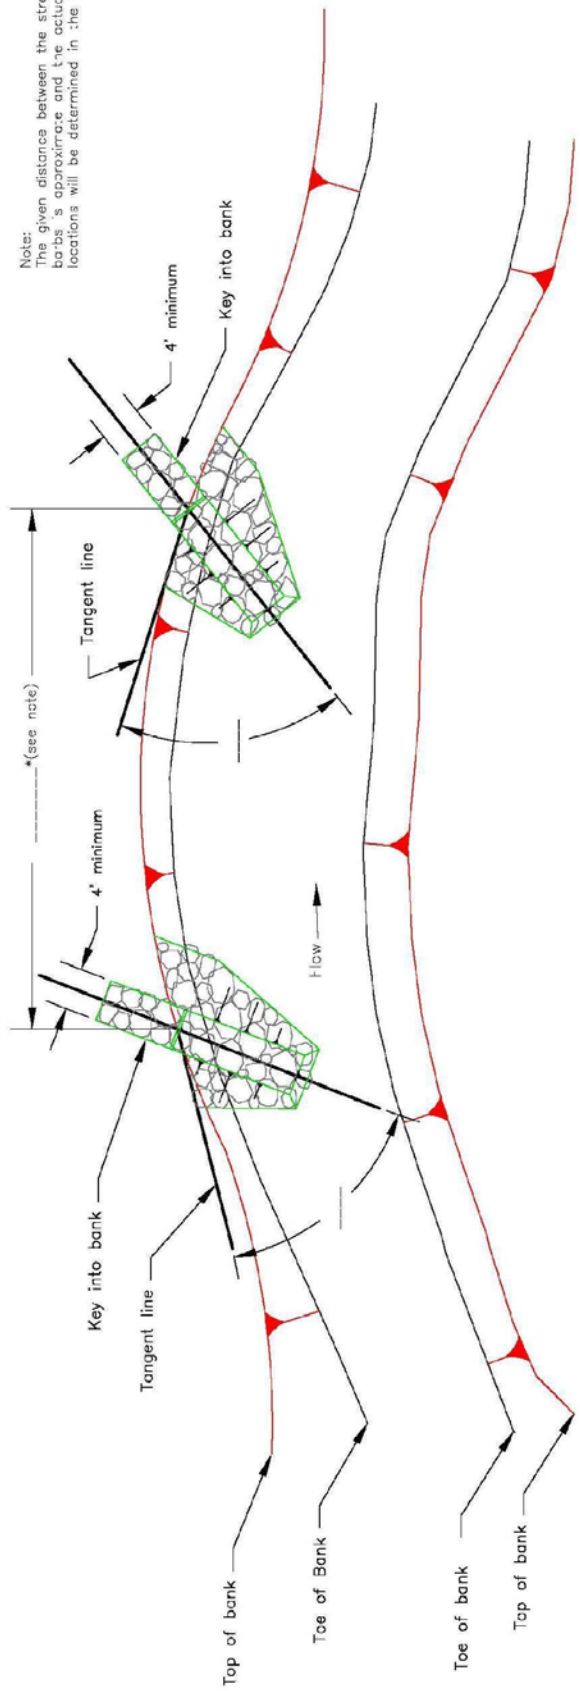 Note:
The given distance between the
barbs is approximate and the
locations will be determined in the
*(see note)
4' minimum
Key into bank
Tangent line
4' minimum
Key into bank
Tangent line
Flow
Top of bank
Toe of Bank
Toe of bank
Top of bank